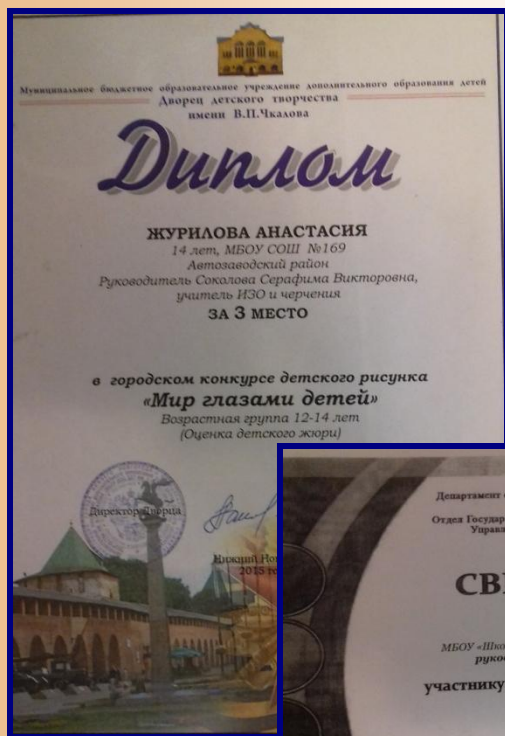 Муниципальное бюджетное образовательное учреждение дополнительного образования детей
Дворец детского творчества
имени В.П.Чкалова
Диплом
ЖУРИЛОВА АНАСТАСИЯ
14 лет, МБОУ СОШ №169
Автозаводский район
Руководитель Соколова Серафима Викторовна,
учитель ИЗО и черчения
ЗА 3 МЕСТО
в городском конкурсе детского рисунка
«Мир глазами детей»
Возрастная группа 12-14 лет
(Оценка детского жюри)
Директор Дворца
Нижний Нов
2015 г
Департамент
Отдел Государ
Управл
СВ
МБОУ «Шко
руко
участнику